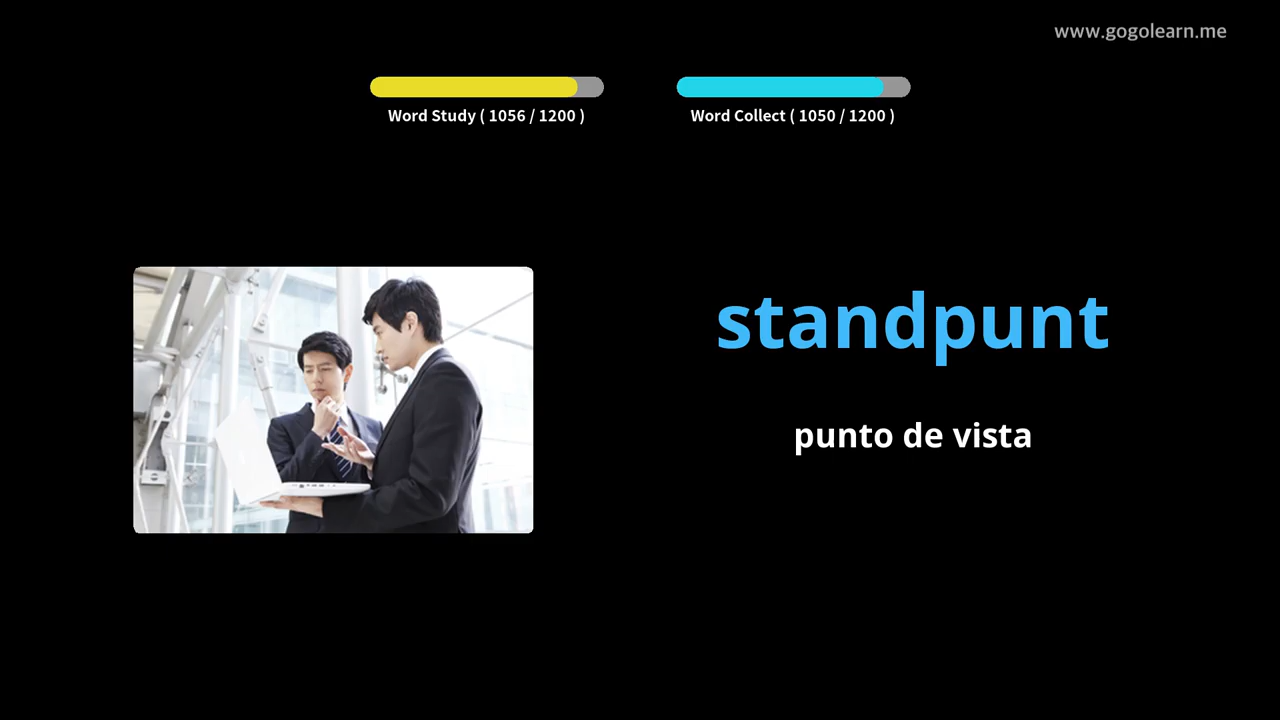 www.gogolearn.me
Word Study ( 1056 / 1200 )
Word Collect ( 1050 / 1200 )
standpunt
punto de vista